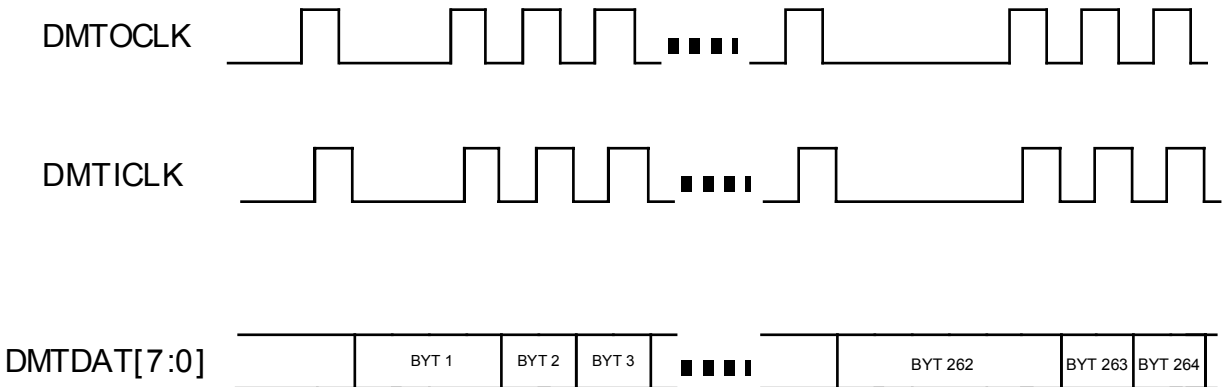 DMTOCLK
DMTICLK
DMTDAT[7:0]
BYT 1
BYT 2
BYT 3
BYT 262
BYT 263
BYT 264